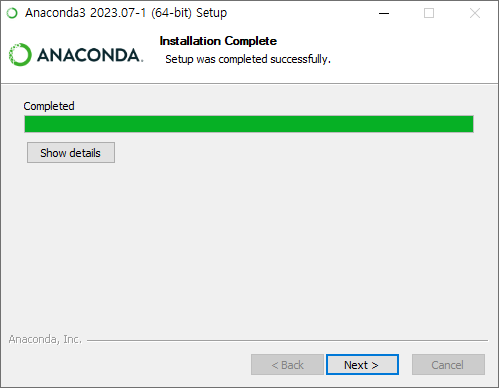 Anaconda3 2023.07-1 (64-bit) Setup
ANACONDA.
Installation Complete
Setup was completed successfully.
Completed
Show details
Anaconda, Inc.
< Back
Next >
Cancel